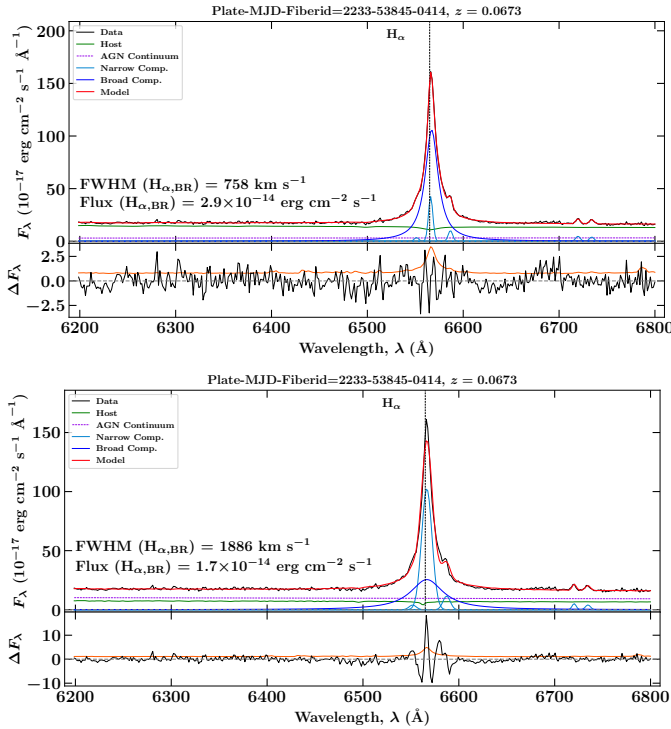 Plate-MJD-Fiberid=2233-53845-0414, z = 0.0673
Data
Host
AGN Continuum
Narrow Comp.
Broad Comp.
Model
Hα
200
150
100
50
0
Fλ (10⁻¹⁷ erg cm⁻² s⁻¹ Å⁻¹)
FWHM (Hα,BR) = 758 km s⁻¹
Flux (Hα,BR) = 2.9×10⁻¹⁴ erg cm⁻² s⁻¹
2.5
0.0
−2.5
ΔFλ
6200 6300 6400 6500 6600 6700 6800
Wavelength, λ (Å)
Plate-MJD-Fiberid=2233-53845-0414, z = 0.0673
Data
Host
AGN Continuum
Narrow Comp.
Broad Comp.
Model
Hα
150
100
50
0
Fλ (10⁻¹⁷ erg cm⁻² s⁻¹ Å⁻¹)
FWHM (Hα,BR) = 1886 km s⁻¹
Flux (Hα,BR) = 1.7×10⁻¹⁴ erg cm⁻² s⁻¹
10
0
−10
ΔFλ
6200 6300 6400 6500 6600 6700 6800
Wavelength, λ (Å)